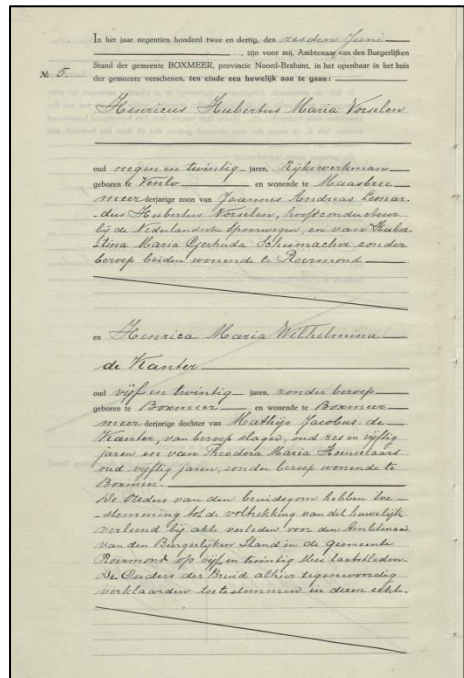 In het jaar negentien honderd twee en dertig, den zesden Juni
, zijn voor mij, Ambtenaar van den Burgerlijken
Stand der gemeente BOXMEER, provincie Noord-Brabant, in het openbaar in het huis
№ 5. der gemeente verschenen, ten einde een huwelijk aan te gaan:
Henricus Hubertus Maria Vorselen
oud negen en twintig jaren, Rijkswerkman
geboren te Venlo en wonende te Maasbree
meer derjarige zoon van Joannes Andreas Leonar-
dus Hubertus Vorselen, hoofdconducteur
bij de Nederlandsche Spoorwegen, en van Huber-
tina Maria Gertruda Schumacher zonder
beroep beiden wonende te Roermond
en Henrica Maria Wilhelmina
de Kanter
oud vijf en twintig jaren, zonder beroep
geboren te Boxmeer en wonende te Boxmeer
meer derjarige dochter van Mathijs Jacobus de
Kanter, van beroep slager, oud zes en vijftig
jaren en van Theodora Maria Henselaars
oud vijftig jaren, zonder beroep wonende te
Boxmeer.
De Ouders van den bruidegom hebben toe-
stemming tot de voltrekking van dit huwelijk
verleend bij akte verleden voor den Ambtenaar
van den Burgerlijken Stand in de gemeente
Roermond op vijf en twintig Mei laatstleden.
De Ouders der Bruid alhier tegenwoordig
verklaarden toe te stemmen in deze echt.